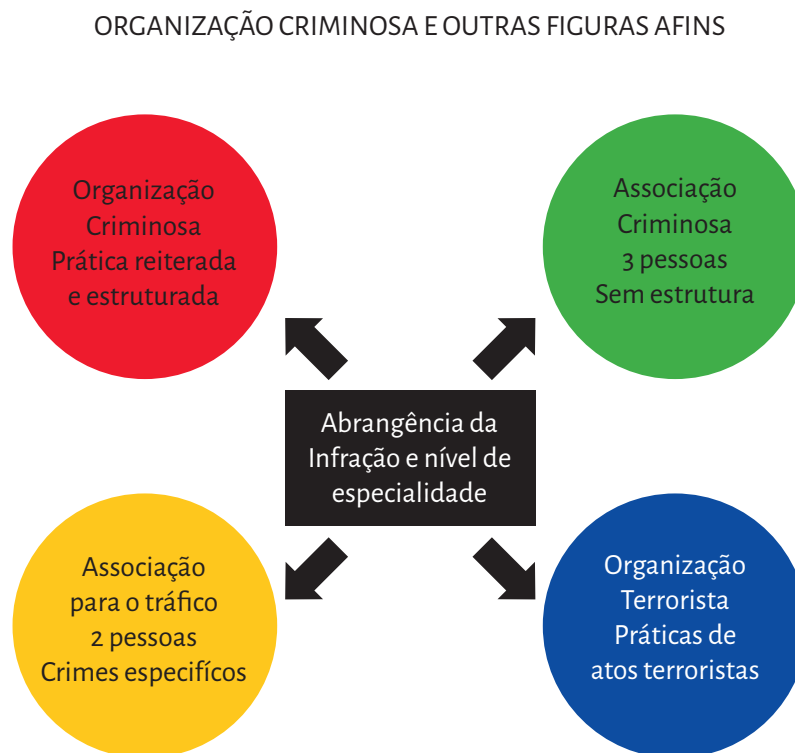 ORGANIZAÇÃO CRIMINOSA E OUTRAS FIGURAS AFINS
Organização
Criminosa
Prática reiterada
e estruturada
Associação
Criminosa
3 pessoas
Sem estrutura
Abrangência da
Infração e nível de
especialidade
Associação
para o tráfico
2 pessoas
Crimes especifícos
Organização
Terrorista
Práticas de
atos terroristas